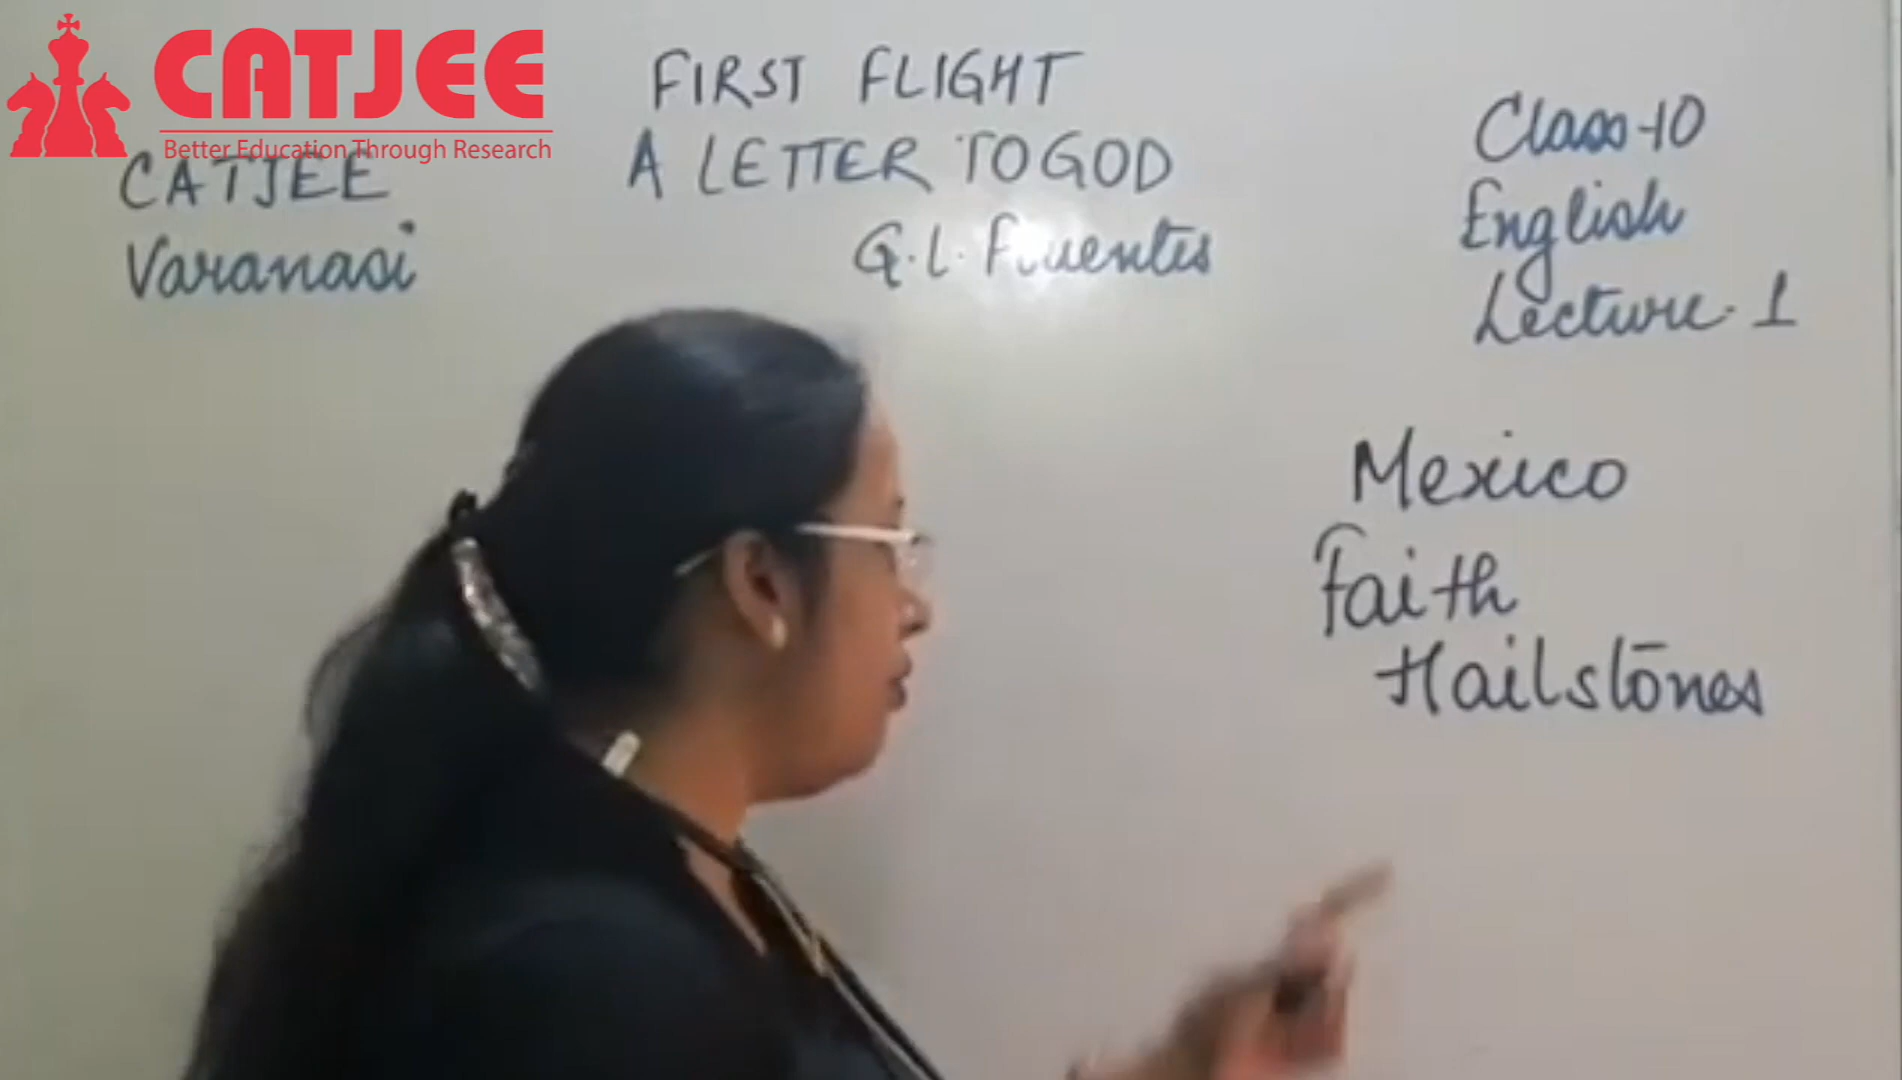 CATJEE
Better Education Through Research
CATJEE
Varanasi
FIRST FLIGHT
A LETTER TO GOD
G.L. Fuentes
Class-10
English
Lecture-1
Mexico
Faith
Hailstones